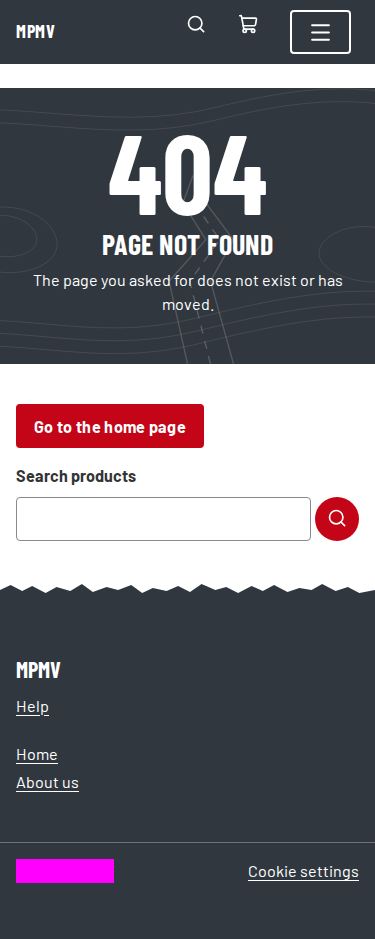 MPMV
404
PAGE NOT FOUND
The page you asked for does not exist or has
moved.
Go to the home page
Search products
MPMV
Help
Home
About us
Cookie settings